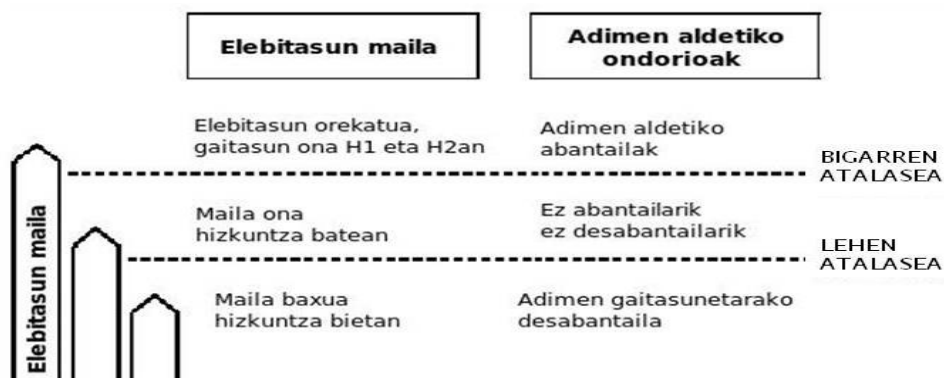 Elebitasun maila
Adimen aldetiko
ondorioak
Elebitasun orekatua,
gaitasun ona H1 eta H2an
Adimen aldetiko
abantailak
BIGARREN
ATALASEA
Maila ona
hizkuntza batean
Ez abantailarik
ez desabantailarik
LEHEN
ATALASEA
Maila baxua
hizkuntza bietan
Adimen gaitasunetarako
desabantaila
Elebitasun maila